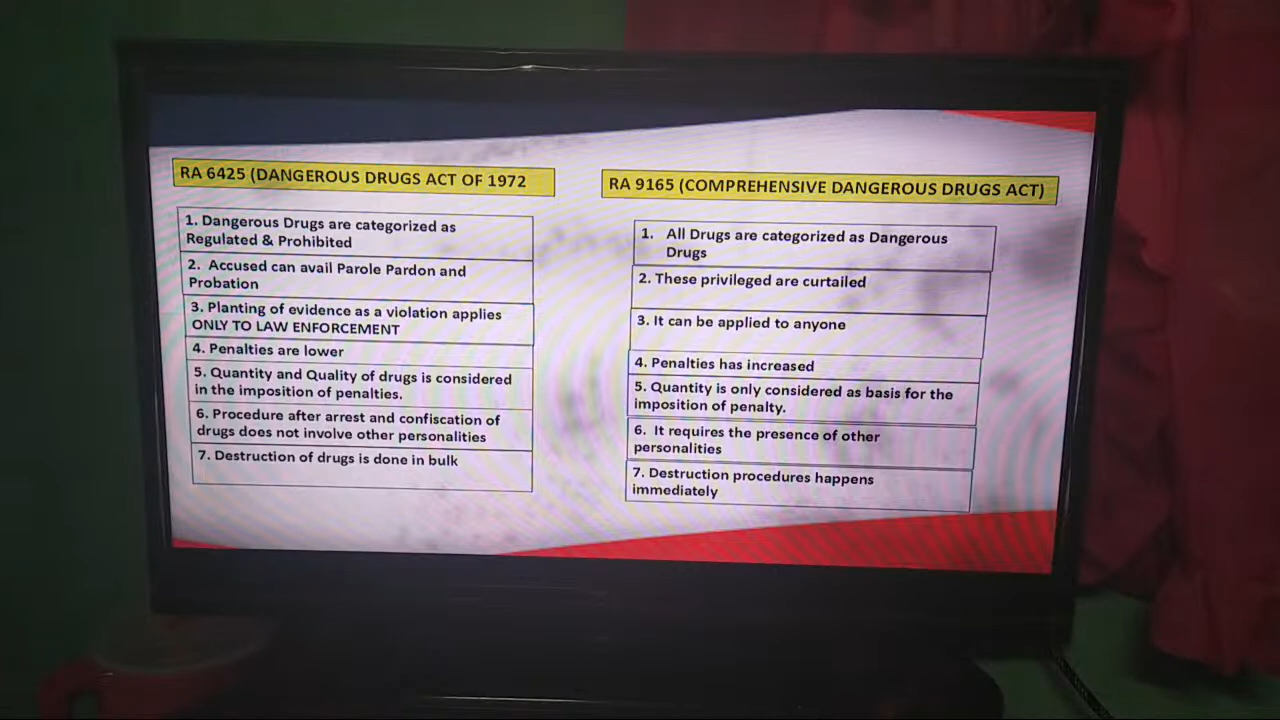 RA 6425 (DANGEROUS DRUGS ACT OF 1972
1. Dangerous Drugs are categorized as
Regulated & Prohibited
2. Accused can avail Parole Pardon and
Probation
3. Planting of evidence as a violation applies
ONLY TO LAW ENFORCEMENT
4. Penalties are lower
5. Quantity and Quality of drugs is considered
in the imposition of penalties.
6. Procedure after arrest and confiscation of
drugs does not involve other personalities
7. Destruction of drugs is done in bulk
RA 9165 (COMPREHENSIVE DANGEROUS DRUGS ACT)
1. All Drugs are categorized as Dangerous
Drugs
2. These privileged are curtailed
3. It can be applied to anyone
4. Penalties has increased
5. Quantity is only considered as basis for the
imposition of penalty.
6. It requires the presence of other
personalities
7. Destruction procedures happens
immediately